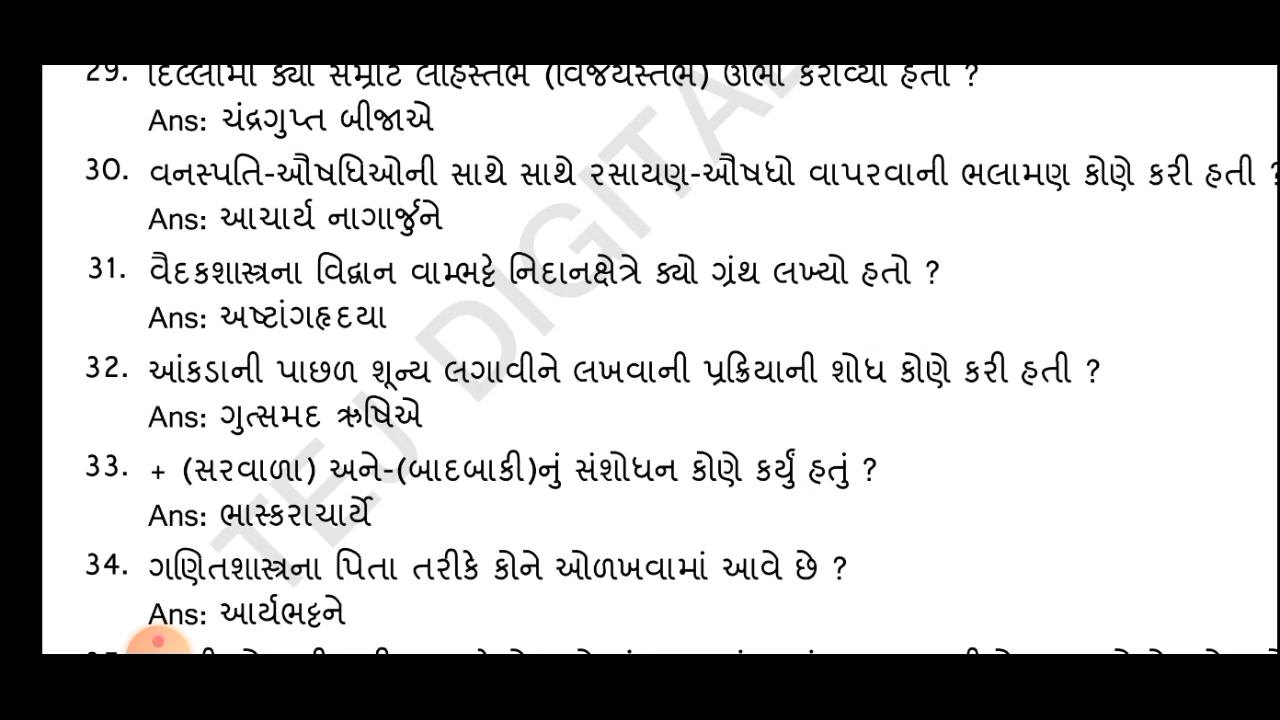 29. દિલ્લીમાં ક્યા સમ્રાટે લોહસ્તંભ (વિજયસ્તંભ) ઊભો કરાવ્યો હતો ?
Ans: ચંદ્રગુપ્ત બીજાએ
30. વનસ્પતિ-ઔષધિઓની સાથે સાથે રસાયણ-ઔષધો વાપરવાની ભલામણ કોણે કરી હતી ?
Ans: આચાર્ય નાગાર્જુને
31. વૈદકશાસ્ત્રના વિદ્વાન વામ્ભટ્ટે નિદાનક્ષેત્રે ક્યો ગ્રંથ લખ્યો હતો ?
Ans: અષ્ટાંગહૃદયા
32. આંકડાની પાછળ શૂન્ય લગાવીને લખવાની પ્રક્રિયાની શોધ કોણે કરી હતી ?
Ans: ગુત્સમદ ઋષિએ
33. + (સરવાળા) અને-(બાદબાકી)નું સંશોધન કોણે કર્યું હતું ?
Ans: ભાસ્કરાચાર્યે
34. ગણિતશાસ્ત્રના પિતા તરીકે કોને ઓળખવામાં આવે છે ?
Ans: આર્યભટ્ટને
TEJ DIGITAL